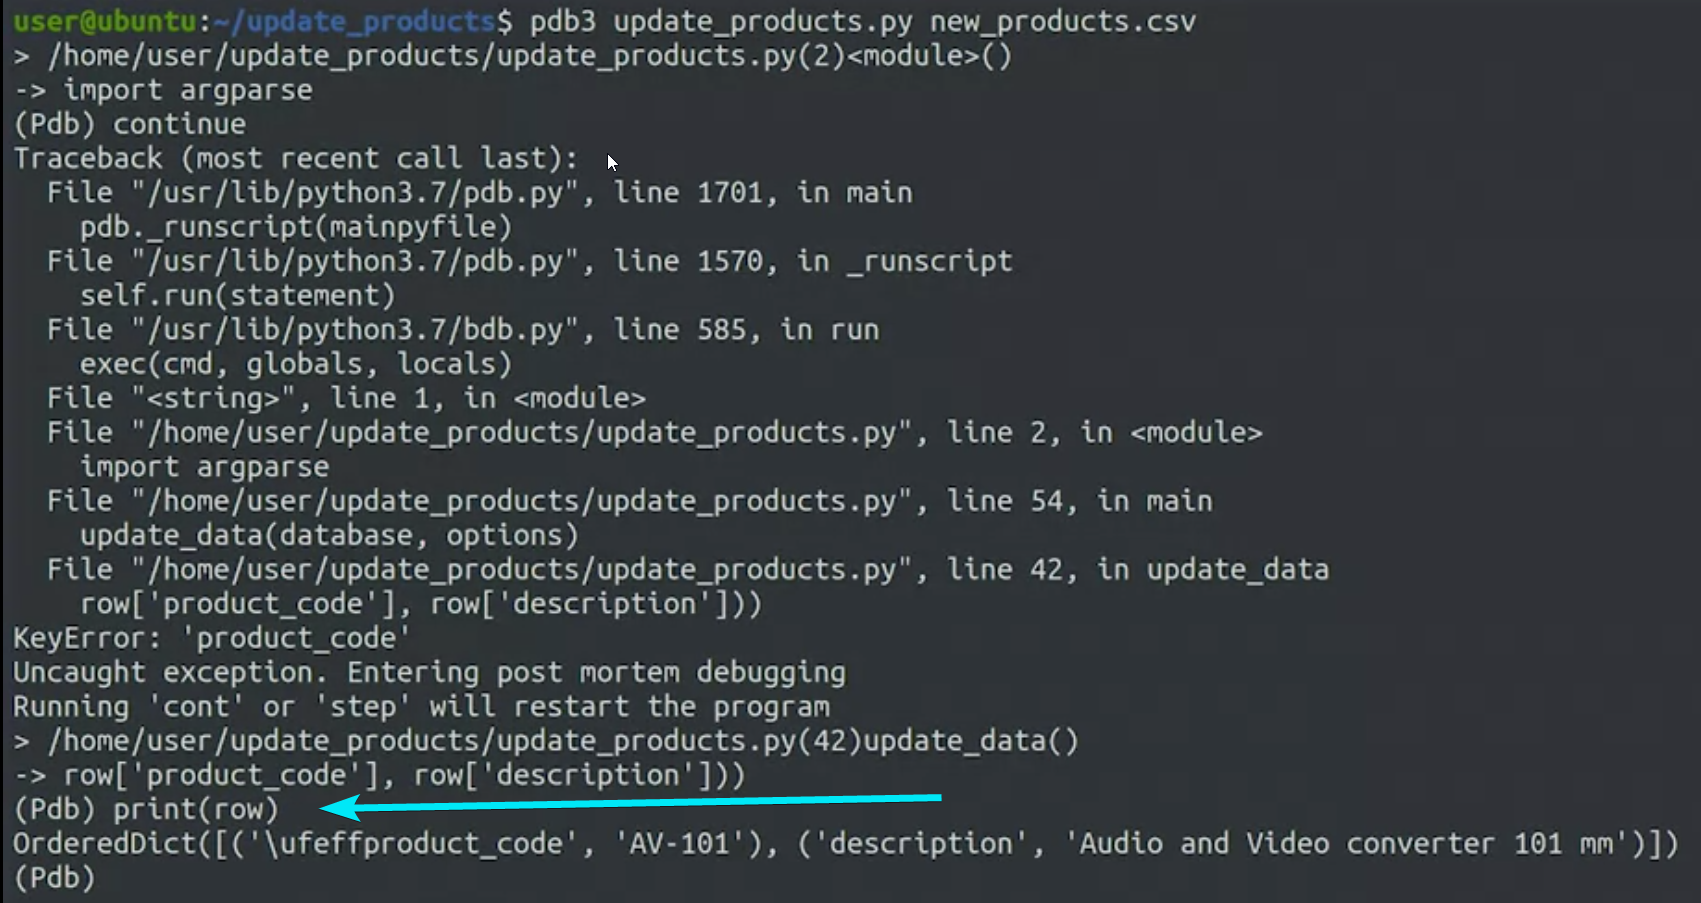 user@ubuntu:~/update_products$ pdb3 update_products.py new_products.csv
> /home/user/update_products/update_products.py(2)<module>()
-> import argparse
(Pdb) continue
Traceback (most recent call last):
  File "/usr/lib/python3.7/pdb.py", line 1701, in main
    pdb._runscript(mainpyfile)
  File "/usr/lib/python3.7/pdb.py", line 1570, in _runscript
    self.run(statement)
  File "/usr/lib/python3.7/bdb.py", line 585, in run
    exec(cmd, globals, locals)
  File "<string>", line 1, in <module>
  File "/home/user/update_products/update_products.py", line 2, in <module>
    import argparse
  File "/home/user/update_products/update_products.py", line 54, in main
    update_data(database, options)
  File "/home/user/update_products/update_products.py", line 42, in update_data
    row['product_code'], row['description']))
KeyError: 'product_code'
Uncaught exception. Entering post mortem debugging
Running 'cont' or 'step' will restart the program
> /home/user/update_products/update_products.py(42)update_data()
-> row['product_code'], row['description']))
(Pdb) print(row)
OrderedDict([('\ufeffproduct_code', 'AV-101'), ('description', 'Audio and Video converter 101 mm')])
(Pdb)